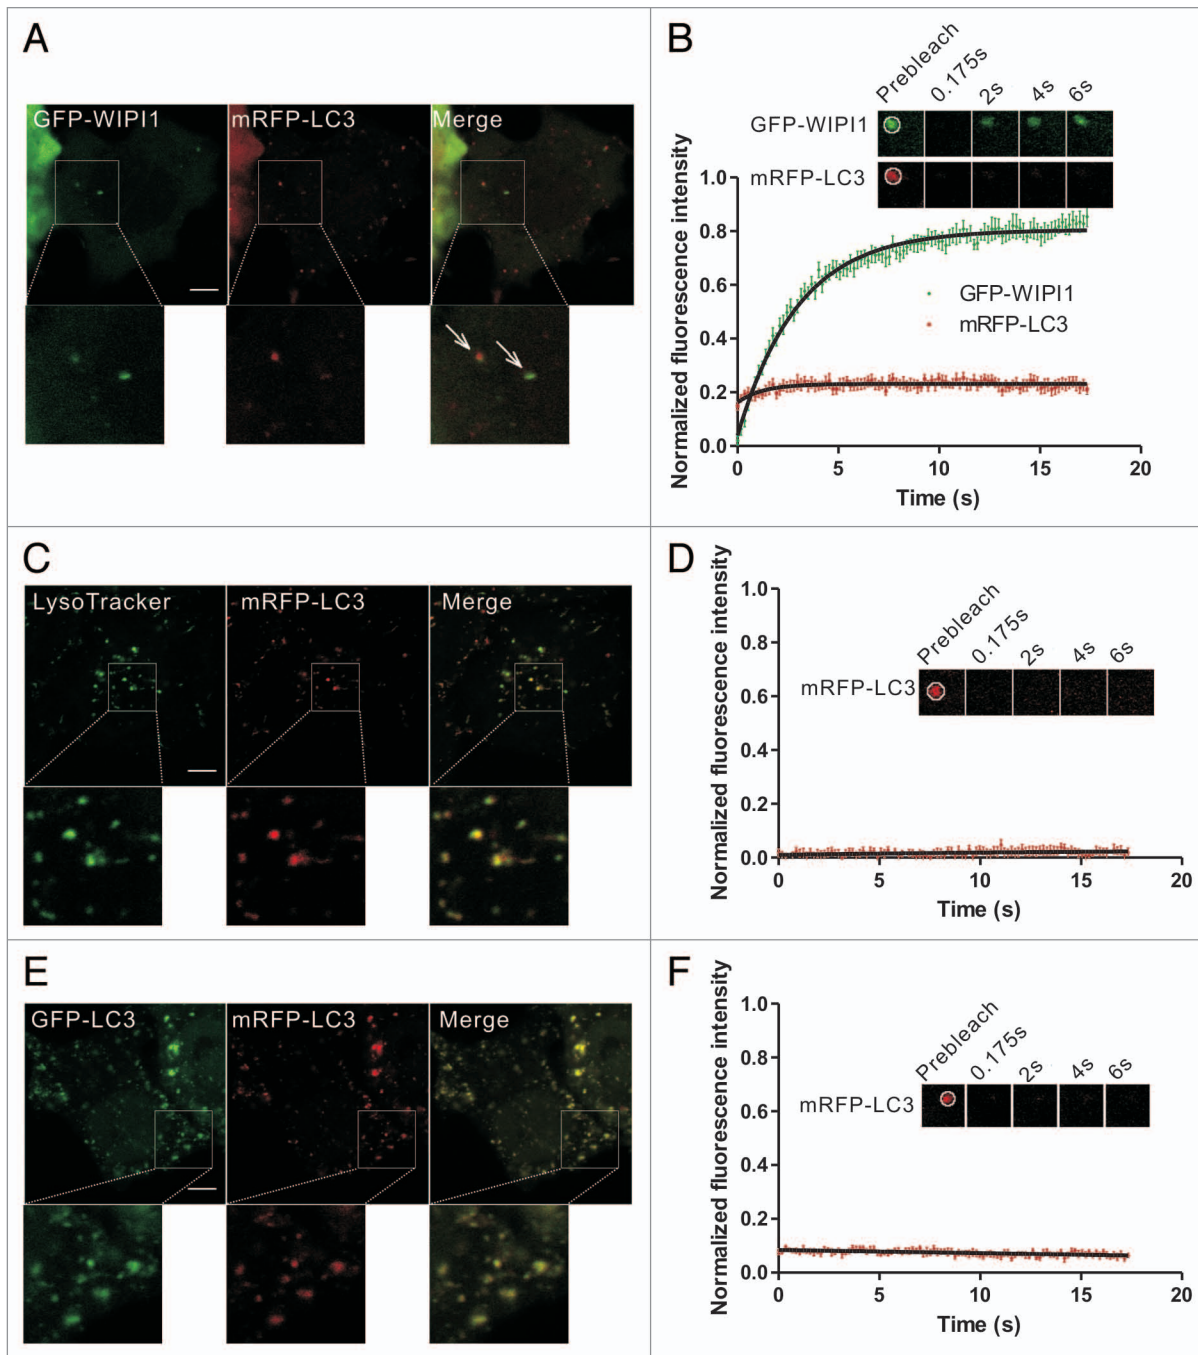 A
GFP-WIPI1
mRFP-LC3
Merge
B
Prebleach
0.175s
2s
4s
6s
GFP-WIPI1
mRFP-LC3
Normalized fluorescence intensity
1.0
0.8
0.6
0.4
0.2
0.0
GFP-WIPI1
mRFP-LC3
0
5
10
15
20
Time (s)
C
LysoTracker
mRFP-LC3
Merge
D
Prebleach
0.175s
2s
4s
6s
mRFP-LC3
Normalized fluorescence intensity
1.0
0.8
0.6
0.4
0.2
0.0
0
5
10
15
20
Time (s)
E
GFP-LC3
mRFP-LC3
Merge
F
Prebleach
0.175s
2s
4s
6s
mRFP-LC3
Normalized fluorescence intensity
1.0
0.8
0.6
0.4
0.2
0.0
0
5
10
15
20
Time (s)